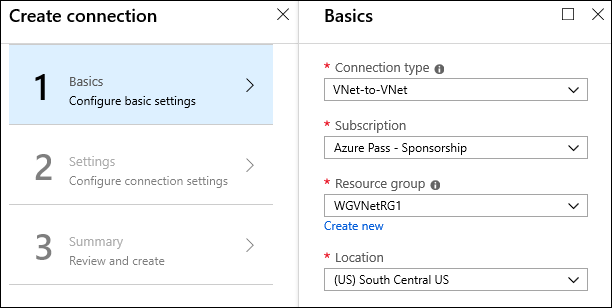 Create connection
1
Basics
Configure basic settings
2
Settings
Configure connection settings
3
Summary
Review and create
Basics
* Connection type
VNet-to-VNet
* Subscription
Azure Pass - Sponsorship
* Resource group
WGVNetRG1
Create new
* Location
(US) South Central US